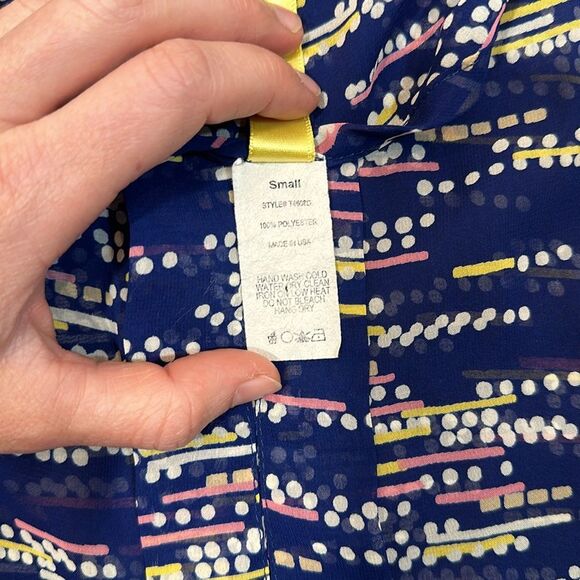 Small
STYLE#
100% POLYESTER
MADE IN USA
HAND WASH COLD
WATER DRY CLEAN
IRON ON LOW HEAT
DO NOT BLEACH
HANG DRY